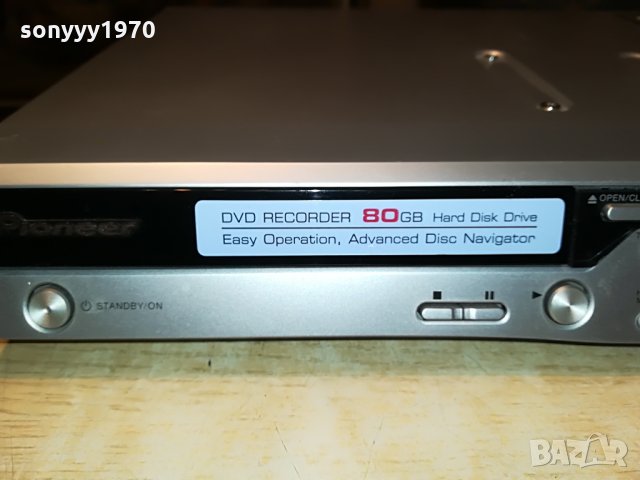 sonyyy1970
Pioneer
DVD RECORDER 80GB Hard Disk Drive
Easy Operation, Advanced Disc Navigator
OPEN/CL
STANDBY/ON
BAZAR